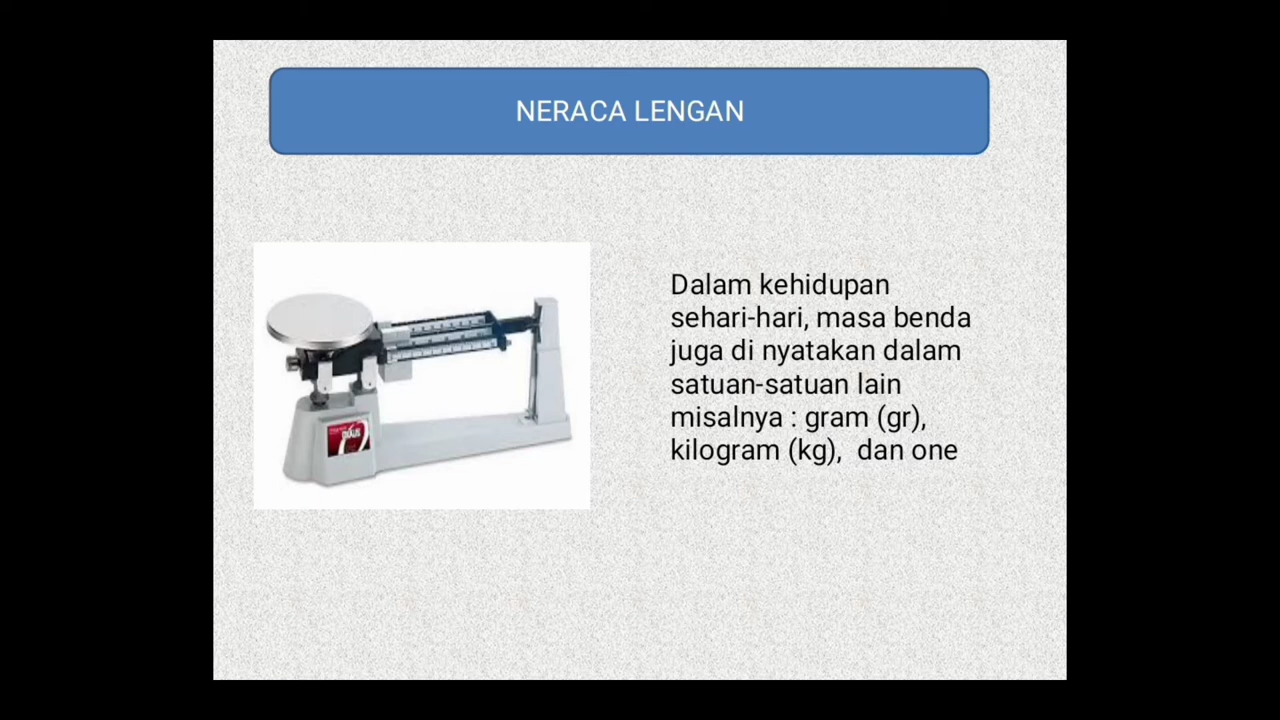 NERACA LENGAN
Dalam kehidupan
sehari-hari, masa benda
juga di nyatakan dalam
satuan-satuan lain
misalnya : gram (gr),
kilogram (kg),  dan one